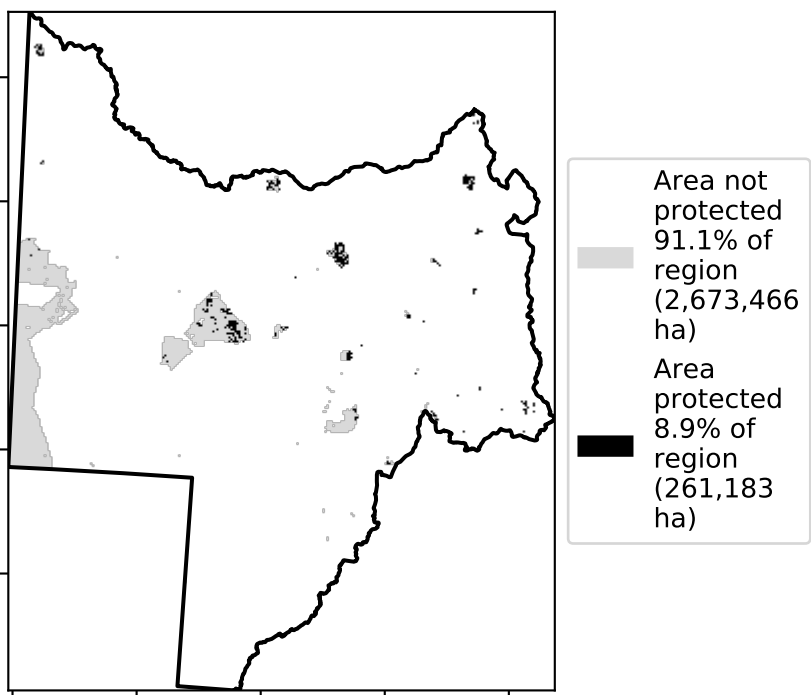 Area not
protected
91.1% of
region
(2,673,466
ha)
Area
protected
8.9% of
region
(261,183
ha)